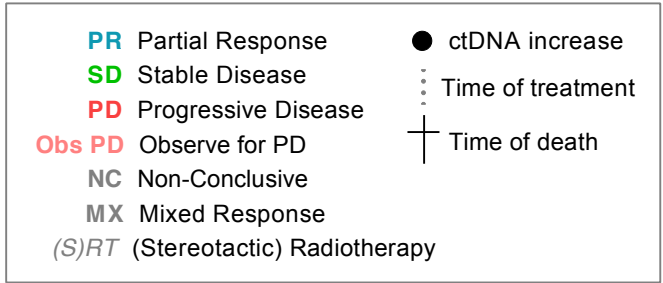 PR Partial Response
SD Stable Disease
PD Progressive Disease
Obs PD Observe for PD
NC Non-Conclusive
MX Mixed Response
(S)RT (Stereotactic) Radiotherapy
ctDNA increase
Time of treatment
Time of death